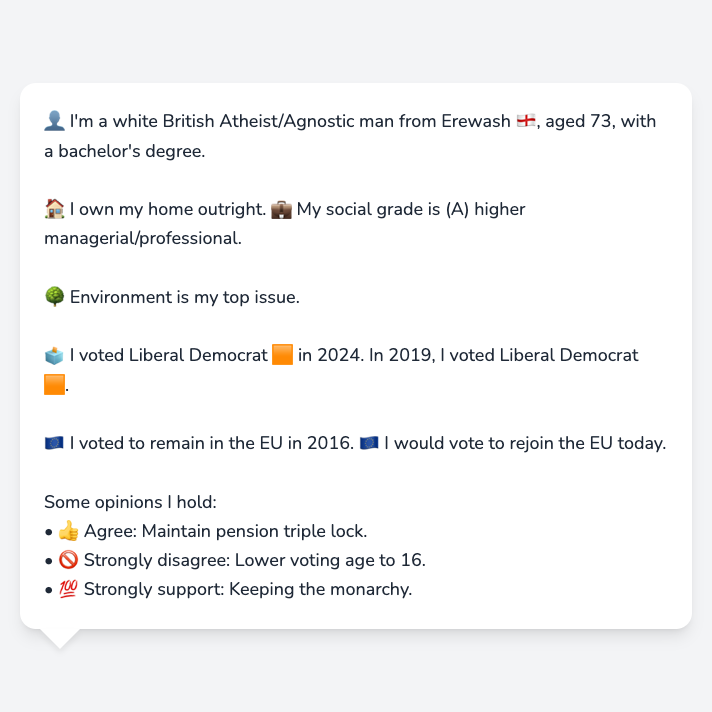 👤 I'm a white British Atheist/Agnostic man from Erewash 🏴󠁧󠁢󠁥󠁮󠁧󠁿, aged 73, with
a bachelor's degree.
🏠 I own my home outright. 💼 My social grade is (A) higher
managerial/professional.
🌳 Environment is my top issue.
🗳️ I voted Liberal Democrat 🟧 in 2024. In 2019, I voted Liberal Democrat
🟧.
🇪🇺 I voted to remain in the EU in 2016. 🇪🇺 I would vote to rejoin the EU today.
Some opinions I hold:
• 👍 Agree: Maintain pension triple lock.
• 🚫 Strongly disagree: Lower voting age to 16.
• 💯 Strongly support: Keeping the monarchy.